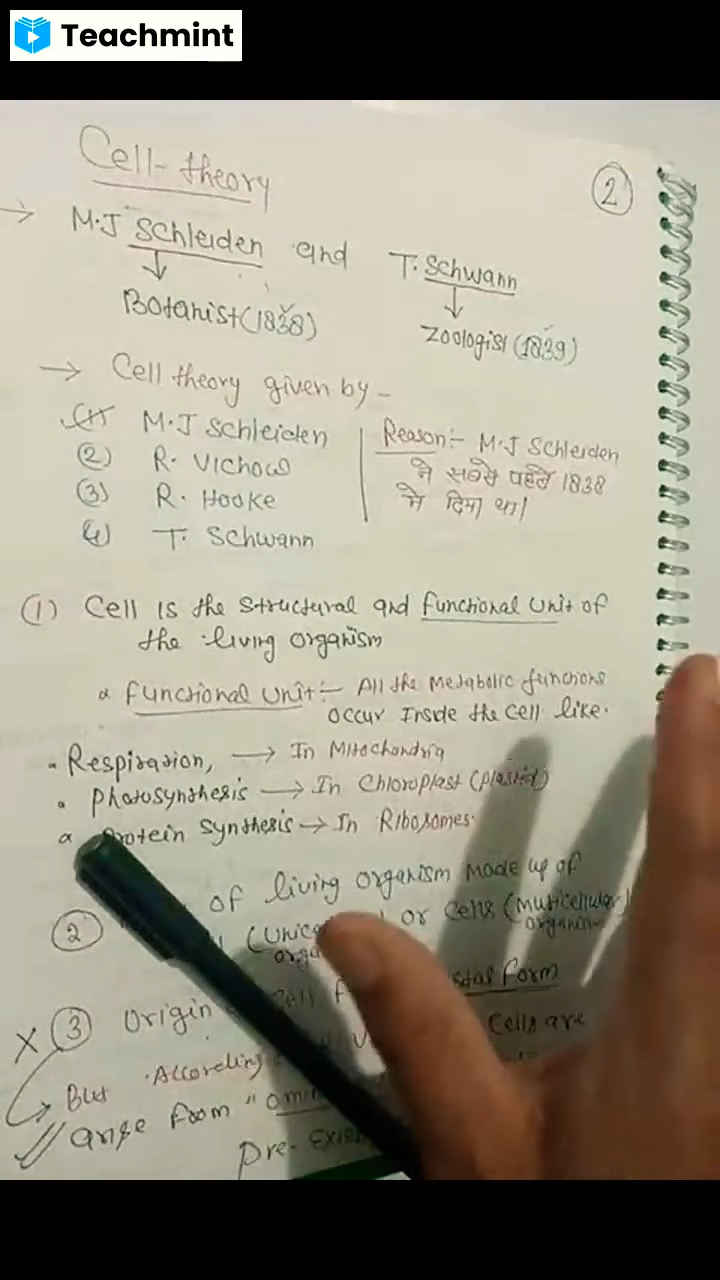 Teachmint
Cell-theory
2
→ M.J Schleiden and T. Schwann
Botanist (1838) Zoologist (1839)
→ Cell theory given by -
(1) M.J Schleiden
(2) R. Vichow
(3) R. Hooke
(4) T. Schwann
Reason:- M.J Schleiden
ने सबसे पहले 1838
मे दिया था।
(1) Cell is the structural and functional unit of
the living organism
functional unit:- All the Metabolic functions
occur inside the cell like.
Respiration, → In Mitochondria
Photosynthesis → In Chloroplast (plastid)
Protein synthesis → In Ribosomes.
2 of living organism made up of
or cells (Multicellular
organism
X 3 Origin cell form
But According cells are
arise from "omni
Pre-